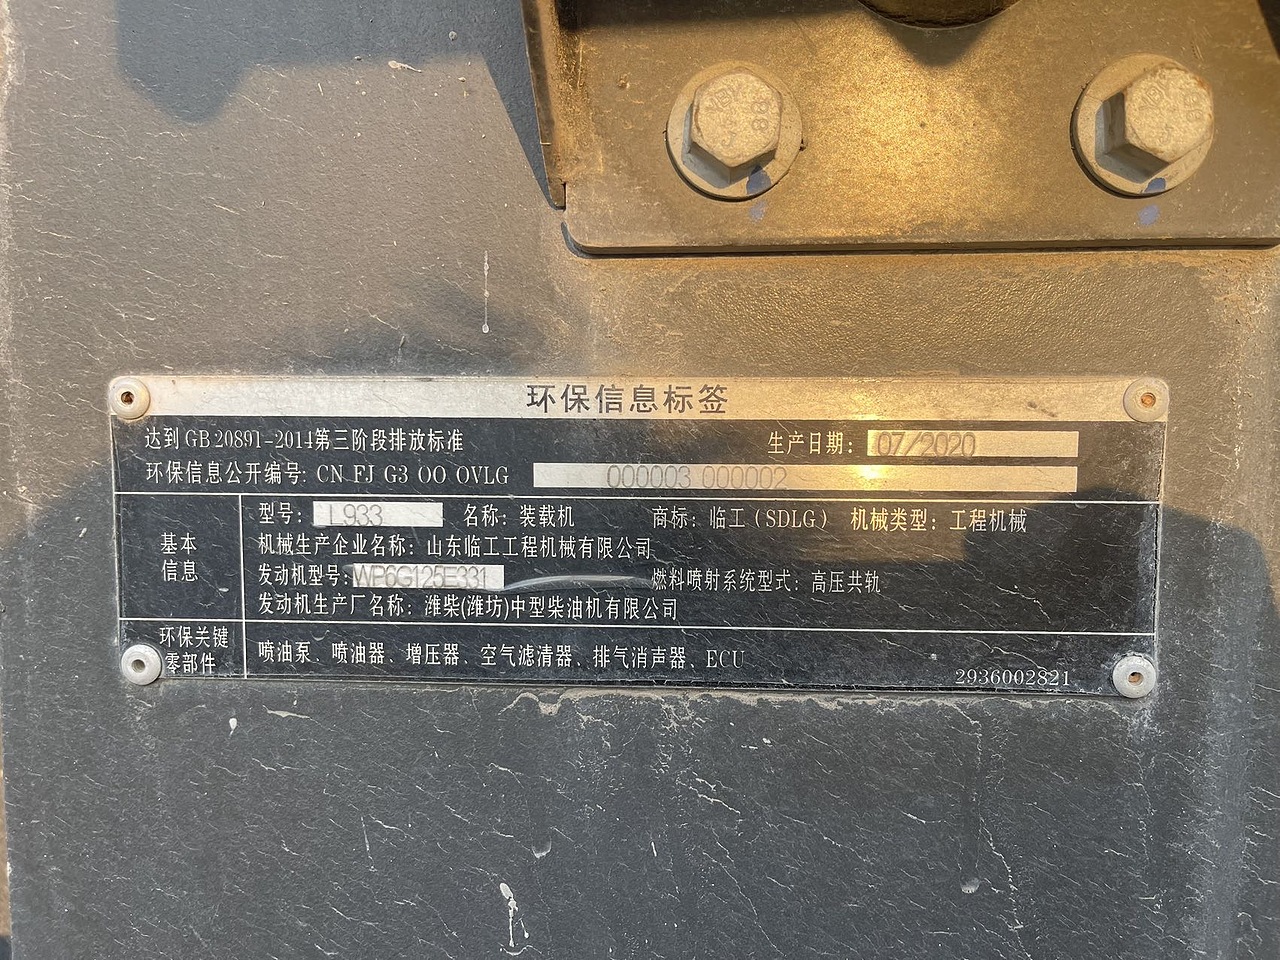 环保信息标签
达到 GB 20891-2014第三阶段排放标准 生产日期: 07/2020
环保信息公开编号: CN FJ G3 OO OVLG 000003 000002
型号: L933 名称: 装载机 商标: 临工(SDLG) 机械类型: 工程机械
基本信息
机械生产企业名称: 山东临工工程机械有限公司
发动机型号: WP6G125E331 燃料喷射系统型式: 高压共轨
发动机生产厂名称: 潍柴(潍坊)中型柴油机有限公司
环保关键零部件
喷油泵、喷油器、增压器、空气滤清器、排气消声器、ECU
2936002821
8.8